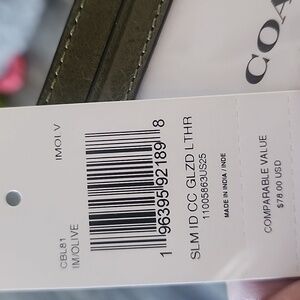 COA
IMOLV
CBL81
IM/OLIVE
1 96395 92189 8
SLM ID CC GLZD LTHR
11005863US25
MADE IN INDIA / INDE
COMPARABLE VALUE
$78.00 USD